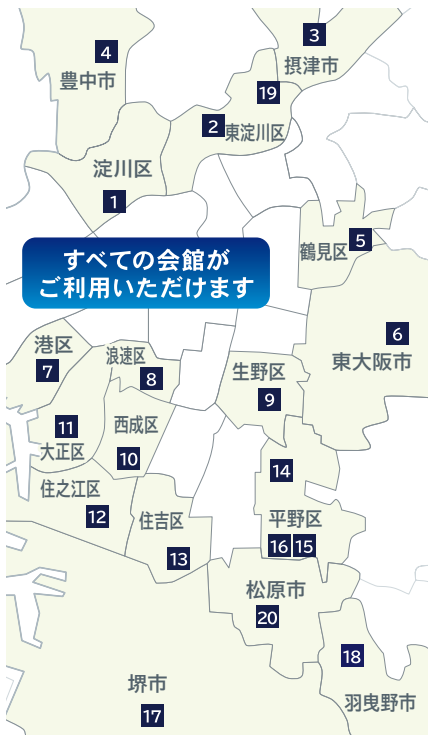 3
摂津市
4
豊中市
19
2
東淀川区
淀川区
1
すべての会館が
ご利用いただけます
5
鶴見区
6
東大阪市
港区
7
浪速区
8
生野区
9
11
大正区
西成区
10
14
住之江区
12
住吉区
13
平野区
16 15
松原市
20
18
羽曳野市
堺市
17